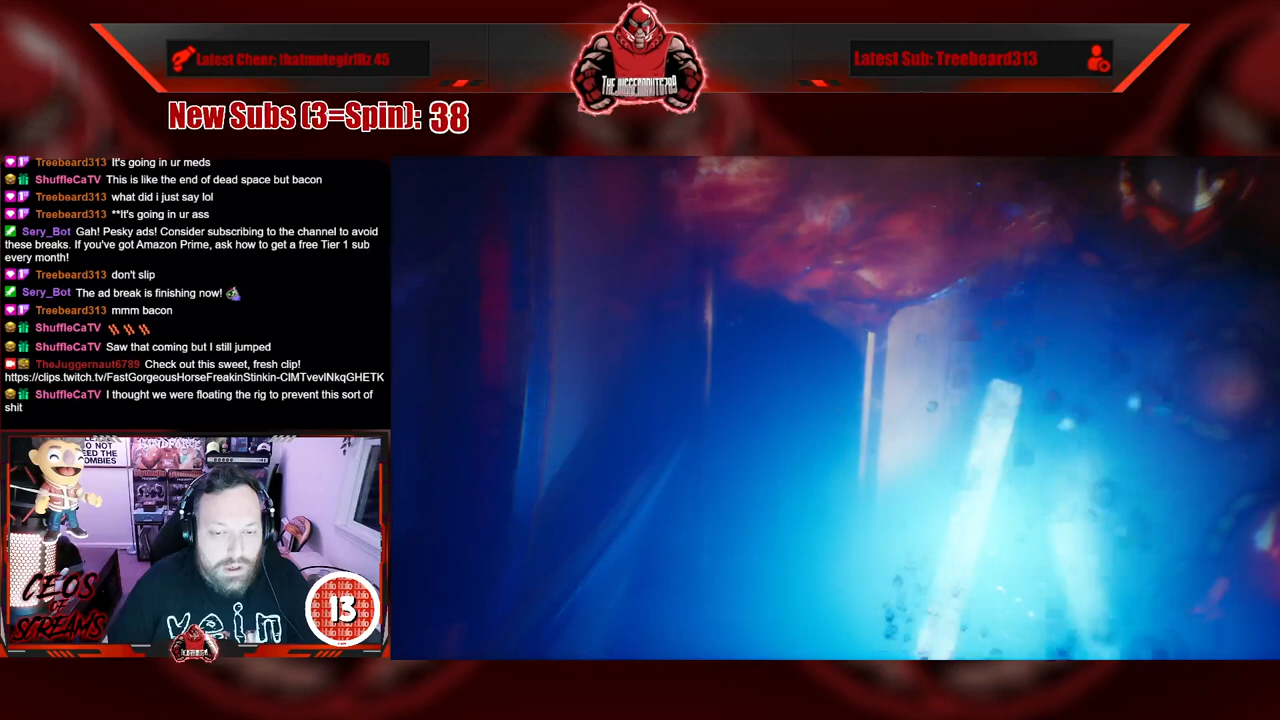 Latest Cheer: thatmutegirlliz 45
THEJUGGERNAUT6789
Latest Sub: Treebeard313
New Subs (3=Spin): 38
Treebeard313 It's going in ur meds
ShuffleCaTV This is like the end of dead space but bacon
Treebeard313 what did i just say lol
Treebeard313 **It's going in ur ass
Sery_Bot Gah! Pesky ads! Consider subscribing to the channel to avoid
these breaks. If you've got Amazon Prime, ask how to get a free Tier 1 sub
every month!
Treebeard313 don't slip
Sery_Bot The ad break is finishing now!
Treebeard313 mmm bacon
ShuffleCaTV
ShuffleCaTV Saw that coming but I still jumped
TheJuggernaut6789 Check out this sweet, fresh clip!
https://clips.twitch.tv/FastGorgeousHorseFreakinStinkin-ClMTvevlNkqGHETK
ShuffleCaTV I thought we were floating the rig to prevent this sort of
shit
DO NOT
FEED THE
ZOMBIES
CEOS
OF
SCREAMS
vein
13